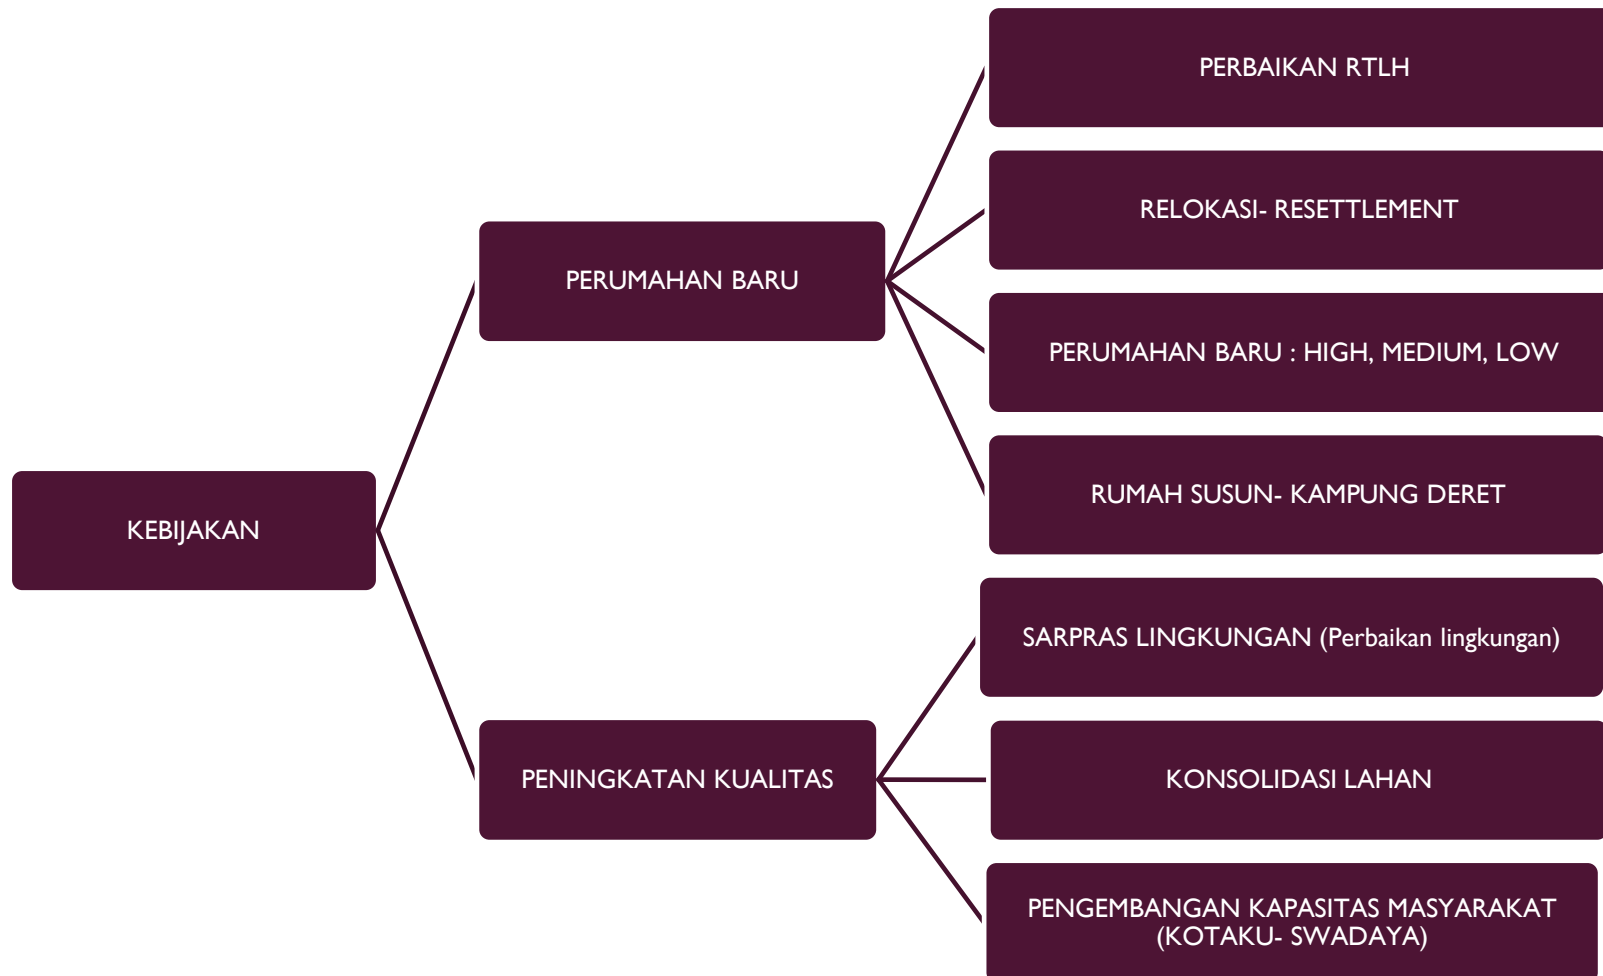 KEBIJAKAN
PERUMAHAN BARU
PERBAIKAN RTLH
RELOKASI- RESETTLEMENT
PERUMAHAN BARU : HIGH, MEDIUM, LOW
RUMAH SUSUN- KAMPUNG DERET
PENINGKATAN KUALITAS
SARPRAS LINGKUNGAN (Perbaikan lingkungan)
KONSOLIDASI LAHAN
PENGEMBANGAN KAPASITAS MASYARAKAT
(KOTAKU- SWADAYA)